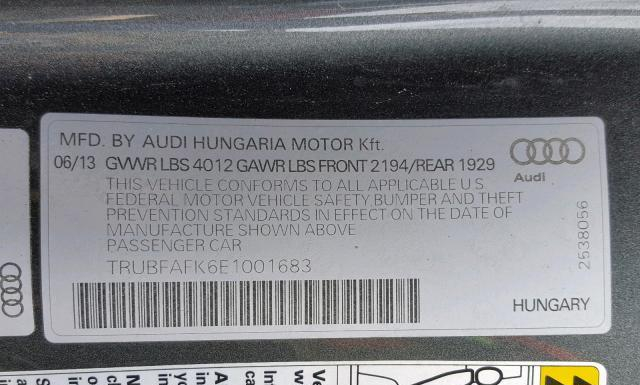 MFD. BY AUDI HUNGARIA MOTOR Kft.
06/13 GVWR LBS 4012 GAWR LBS FRONT 2194/REAR 1929
THIS VEHICLE CONFORMS TO ALL APPLICABLE U S
FEDERAL MOTOR VEHICLE SAFETY, BUMPER AND THEFT
PREVENTION STANDARDS IN EFFECT ON THE DATE OF
MANUFACTURE SHOWN ABOVE
PASSENGER CAR
TRUBFAFK6E1001683
Audi
2538056
HUNGARY